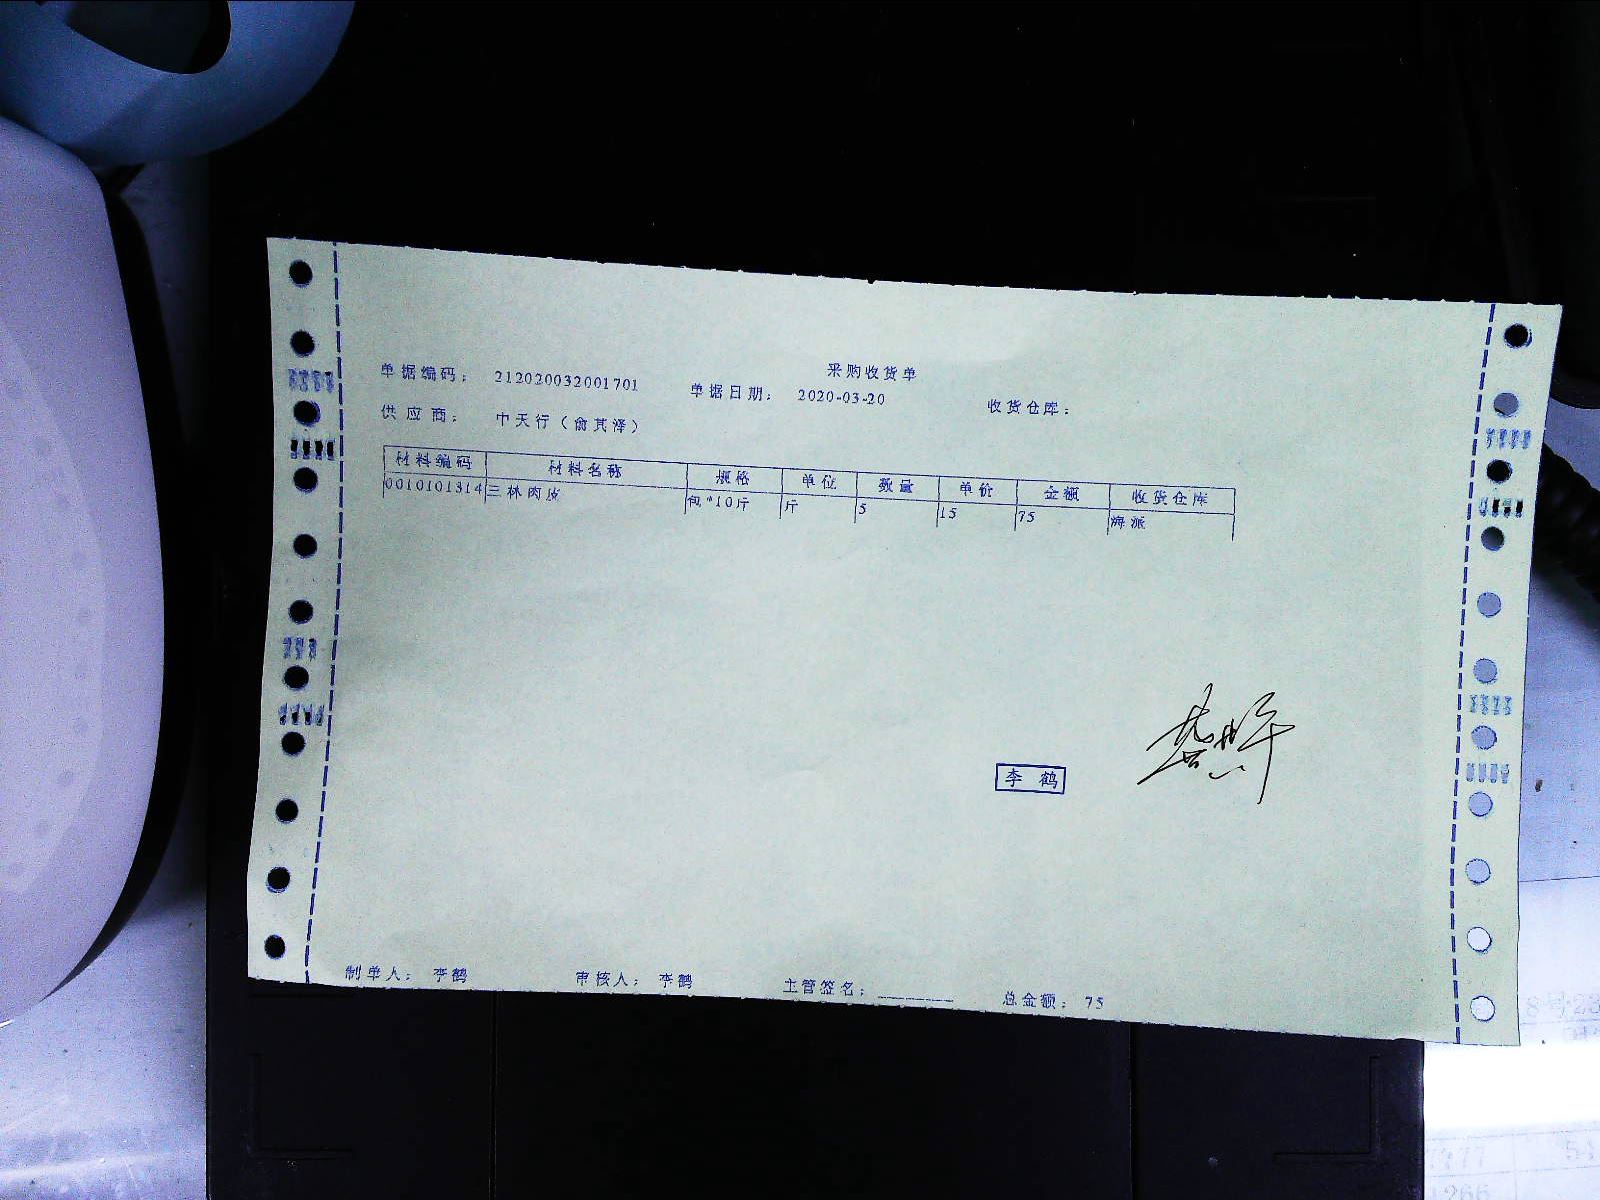 采购收货单
单据编码： 212020032001701 单据日期： 2020-03-20 收货仓库：
供应商： 中天行（俞其泽）
材料编码 材料名称 规格 单位 数量 单价 金额 收货仓库
0010101314 三林肉皮 包*10斤 斤 5 15 75 海派
李鹤
制单人： 李鹤 审核人： 李鹤 主管签名： 总金额： 75